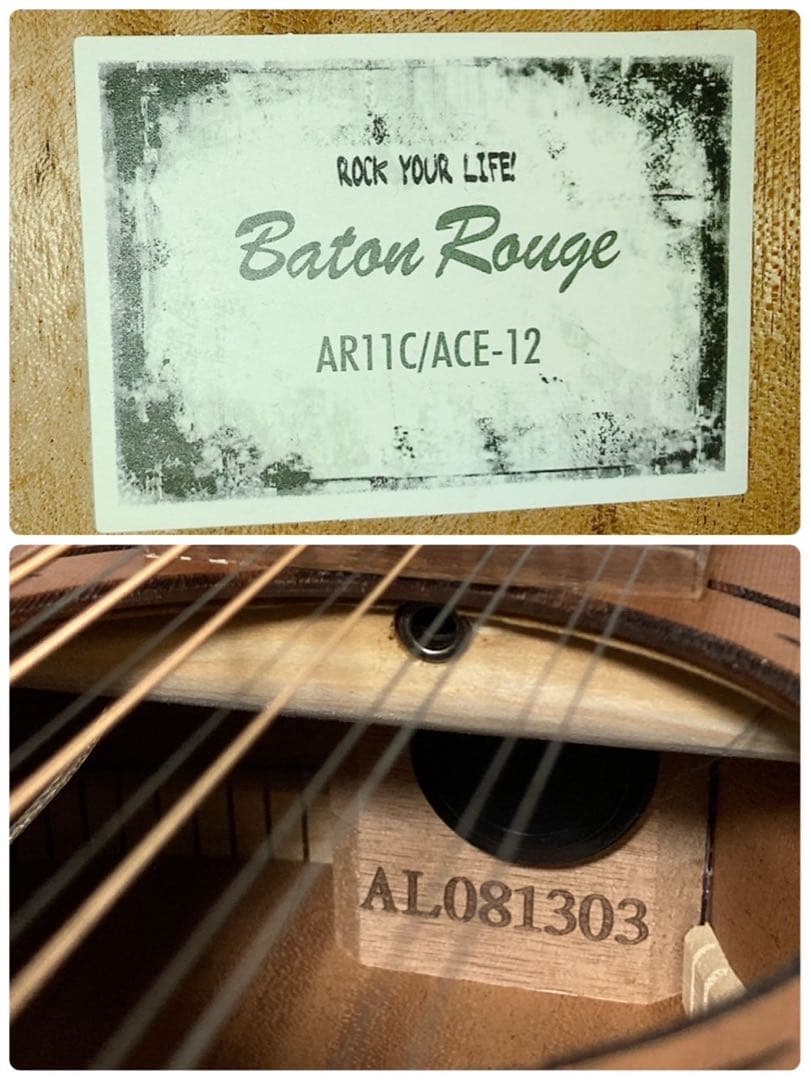 ROCK YOUR LIFE!
Baton Rouge
AR11C/ACE-12
AL081303